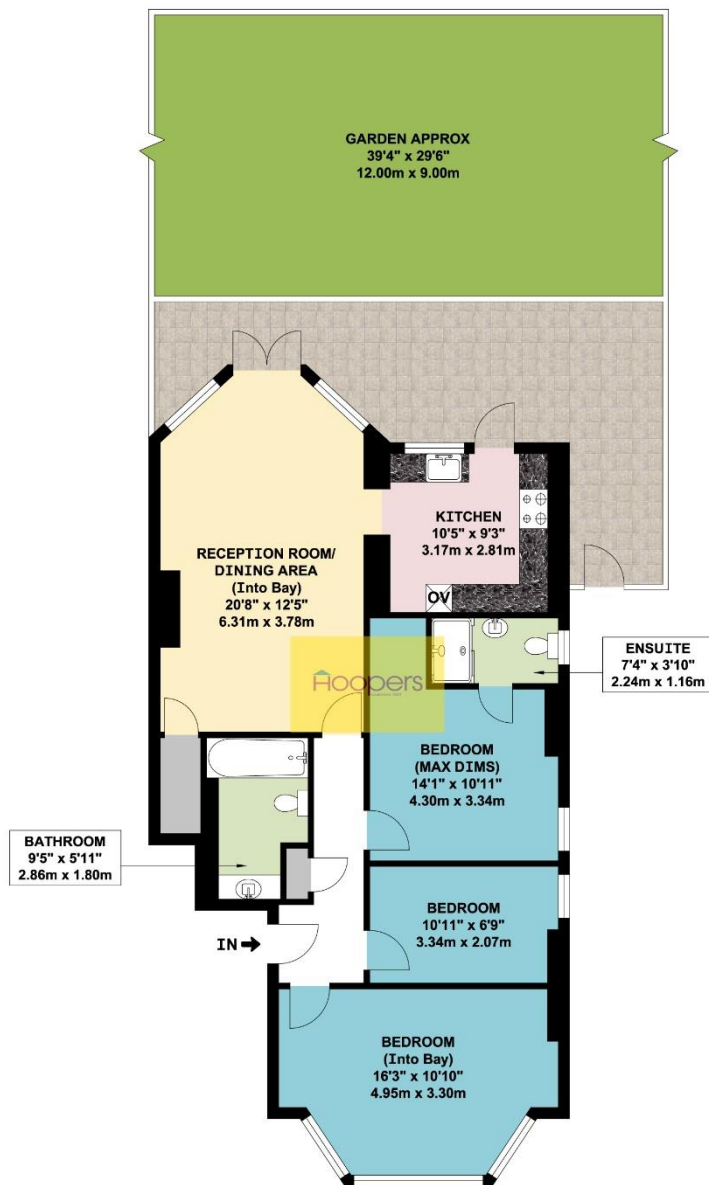 GARDEN APPROX
39'4" x 29'6"
12.00m x 9.00m
KITCHEN
10'5" x 9'3"
3.17m x 2.81m
OV
RECEPTION ROOM/
DINING AREA
(Into Bay)
20'8" x 12'5"
6.31m x 3.78m
Hoopers
ENSUITE
7'4" x 3'10"
2.24m x 1.16m
BEDROOM
(MAX DIMS)
14'1" x 10'11"
4.30m x 3.34m
BATHROOM
9'5" x 5'11"
2.86m x 1.80m
BEDROOM
10'11" x 6'9"
3.34m x 2.07m
IN
BEDROOM
(Into Bay)
16'3" x 10'10"
4.95m x 3.30m